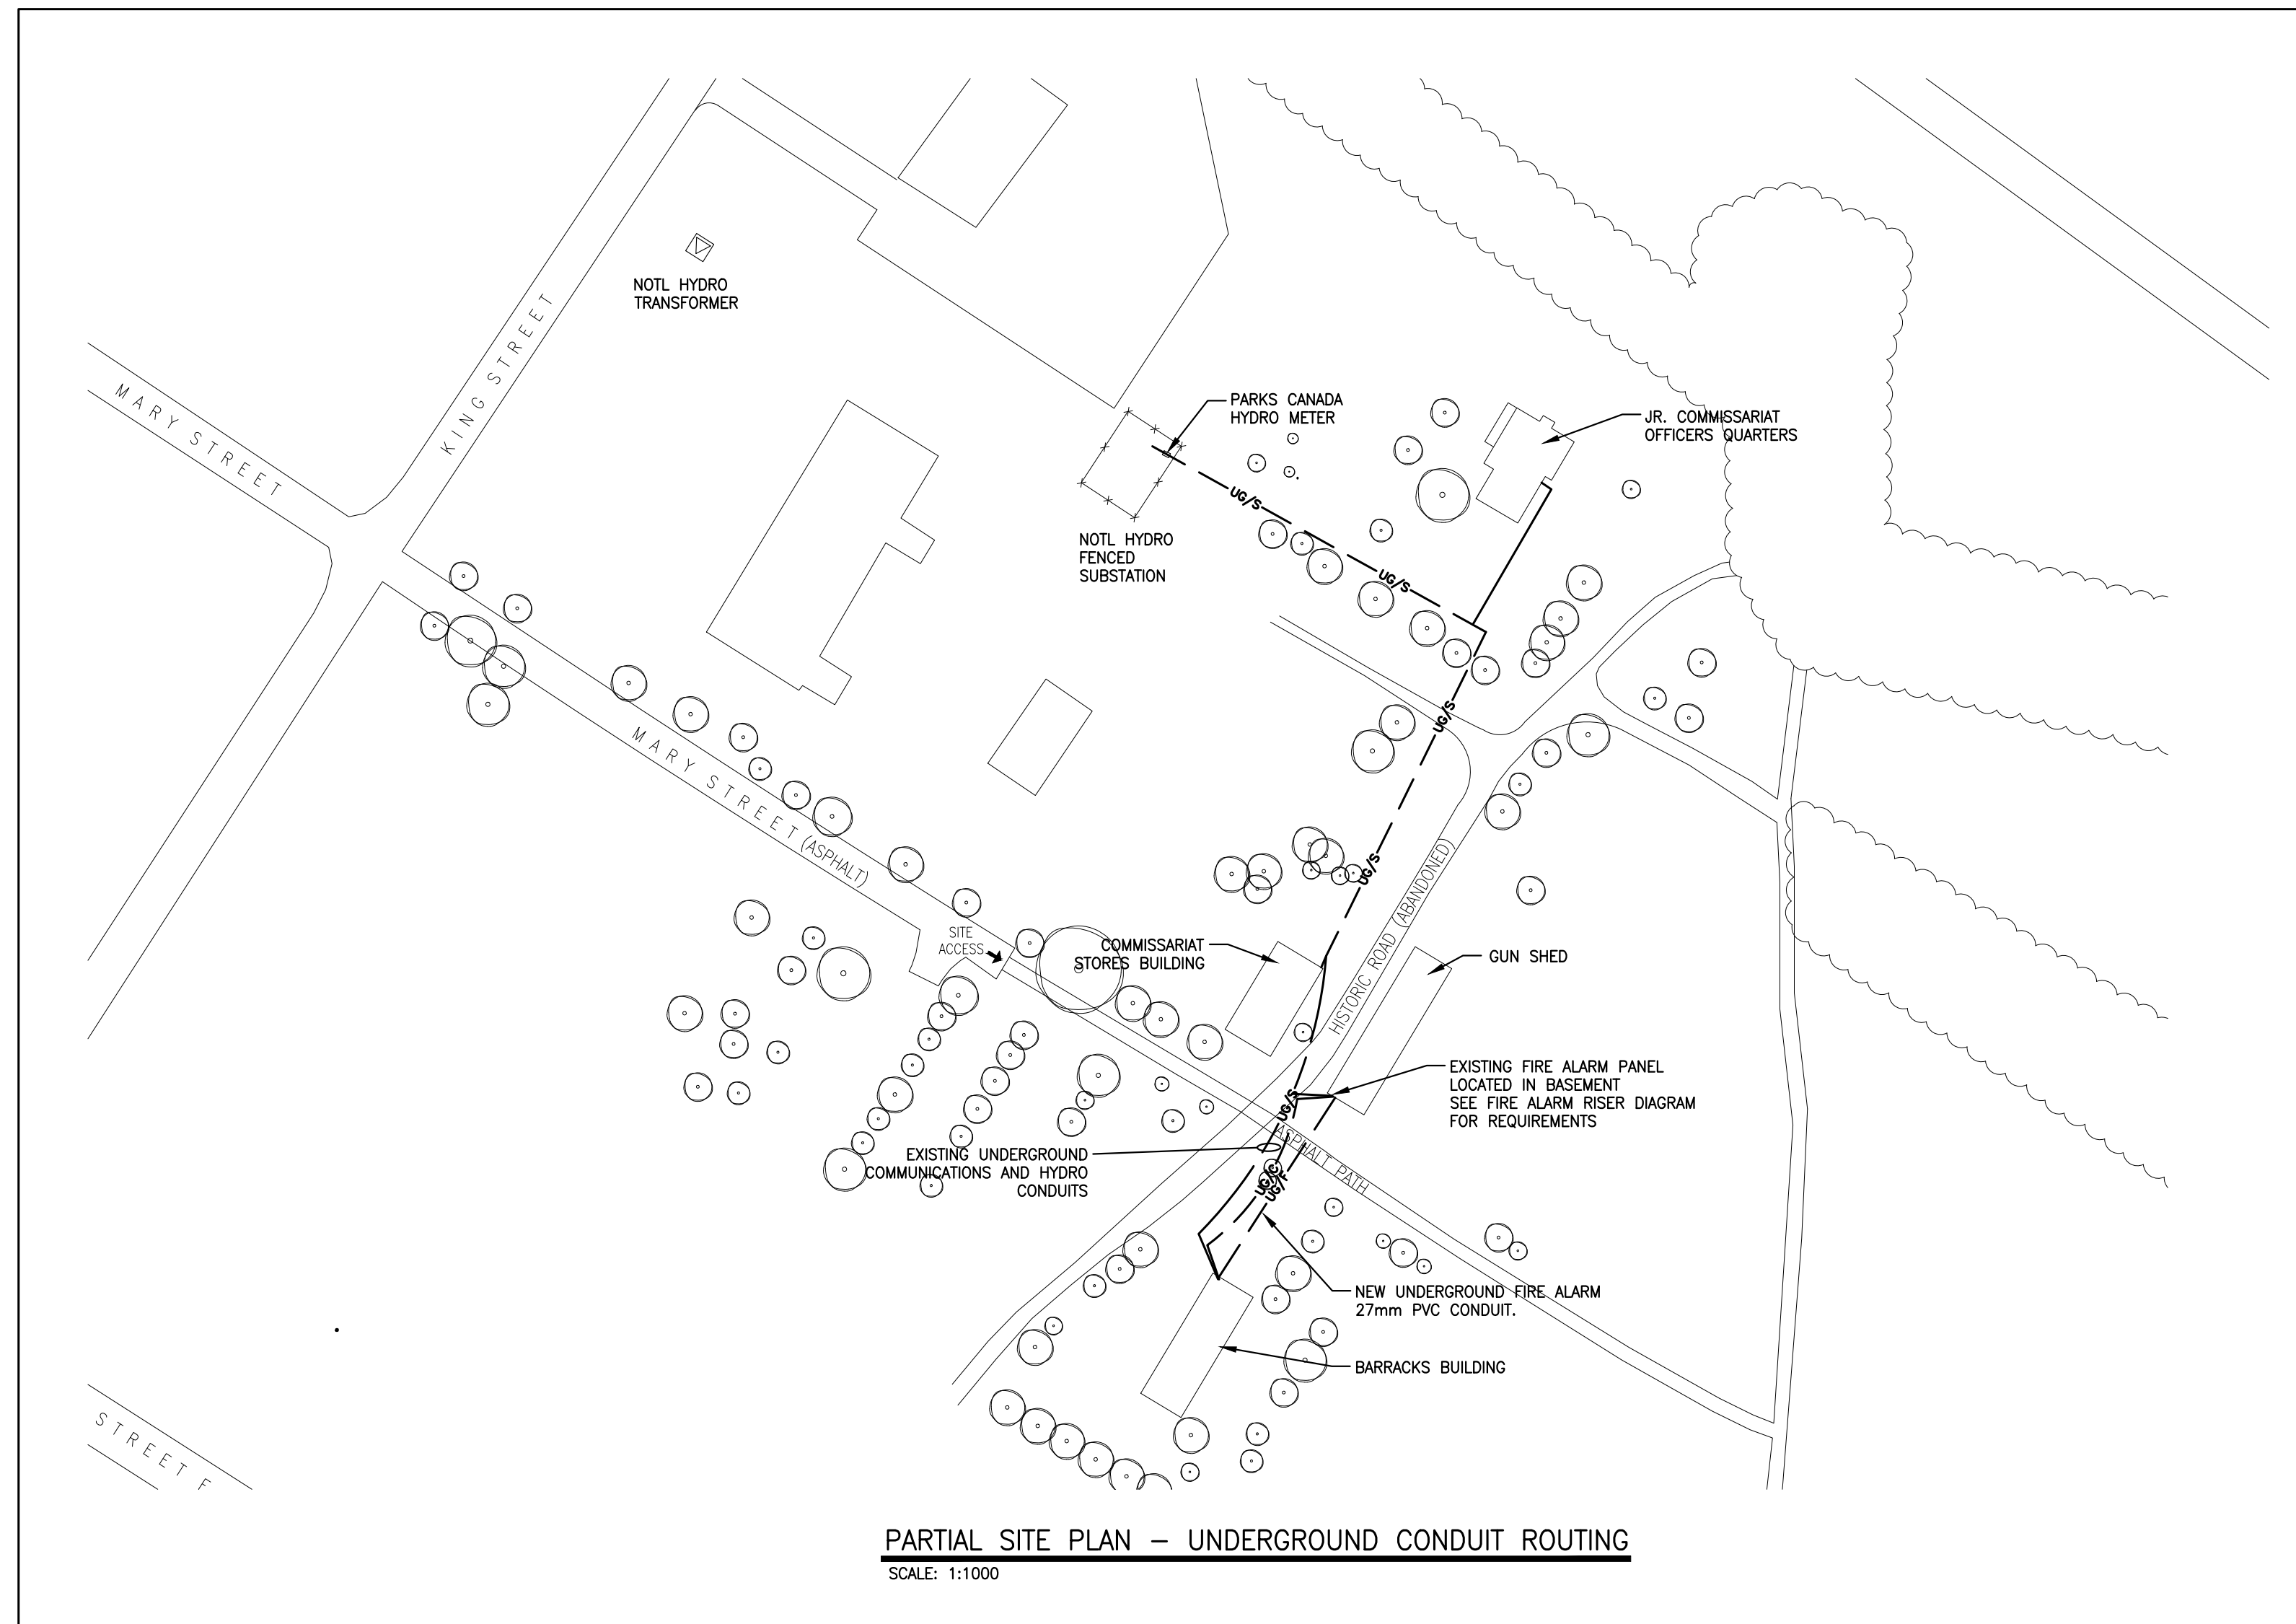 NOTL HYDRO
TRANSFORMER
KING STREET
MARY STREET
PARKS CANADA
HYDRO METER
JR. COMMISSARIAT
OFFICERS QUARTERS
UG/S
NOTL HYDRO
FENCED
SUBSTATION
UG/S
UG/S
MARY STREET (ASPHALT)
UG/S
HISTORIC ROAD (ABANDONED)
SITE
ACCESS
COMMISSARIAT
STORES BUILDING
GUN SHED
EXISTING FIRE ALARM PANEL
LOCATED IN BASEMENT
SEE FIRE ALARM RISER DIAGRAM
FOR REQUIREMENTS
UG/S
ASPHALT PATH
EXISTING UNDERGROUND
COMMUNICATIONS AND HYDRO
CONDUITS
UG/C
UG/F
NEW UNDERGROUND FIRE ALARM
27mm PVC CONDUIT.
BARRACKS BUILDING
STREET F
PARTIAL SITE PLAN – UNDERGROUND CONDUIT ROUTING
SCALE: 1:1000